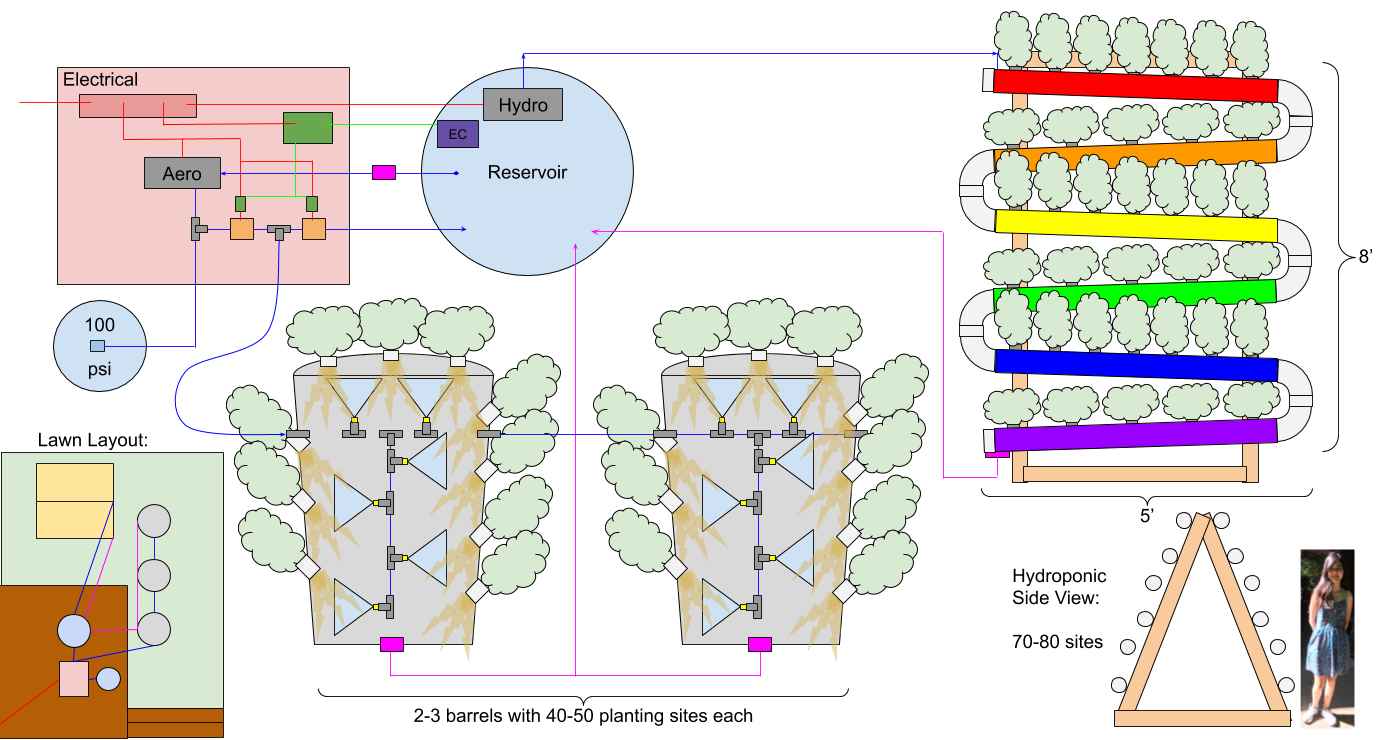 Electrical
Hydro
EC
Aero
Reservoir
8’
100
psi
Lawn Layout:
5’
Hydroponic
Side View:
70-80 sites
2-3 barrels with 40-50 planting sites each